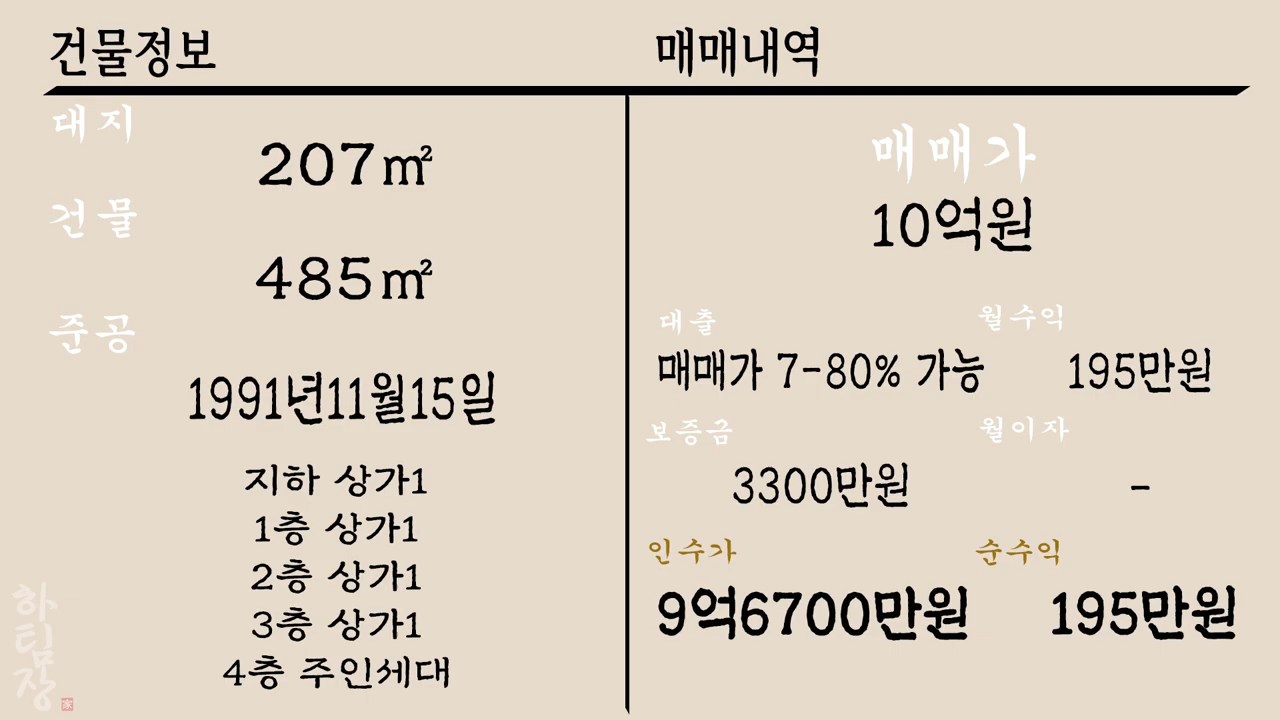 건물정보
대지
207㎡
건물
485㎡
준공
1991년11월15일
지하 상가1
1층 상가1
2층 상가1
3층 상가1
4층 주인세대
매매내역
매매가
10억원
대출 월수익
매매가 7-80% 가능 195만원
보증금 월이자
3300만원 -
인수가 순수익
9억6700만원 195만원
하팀장